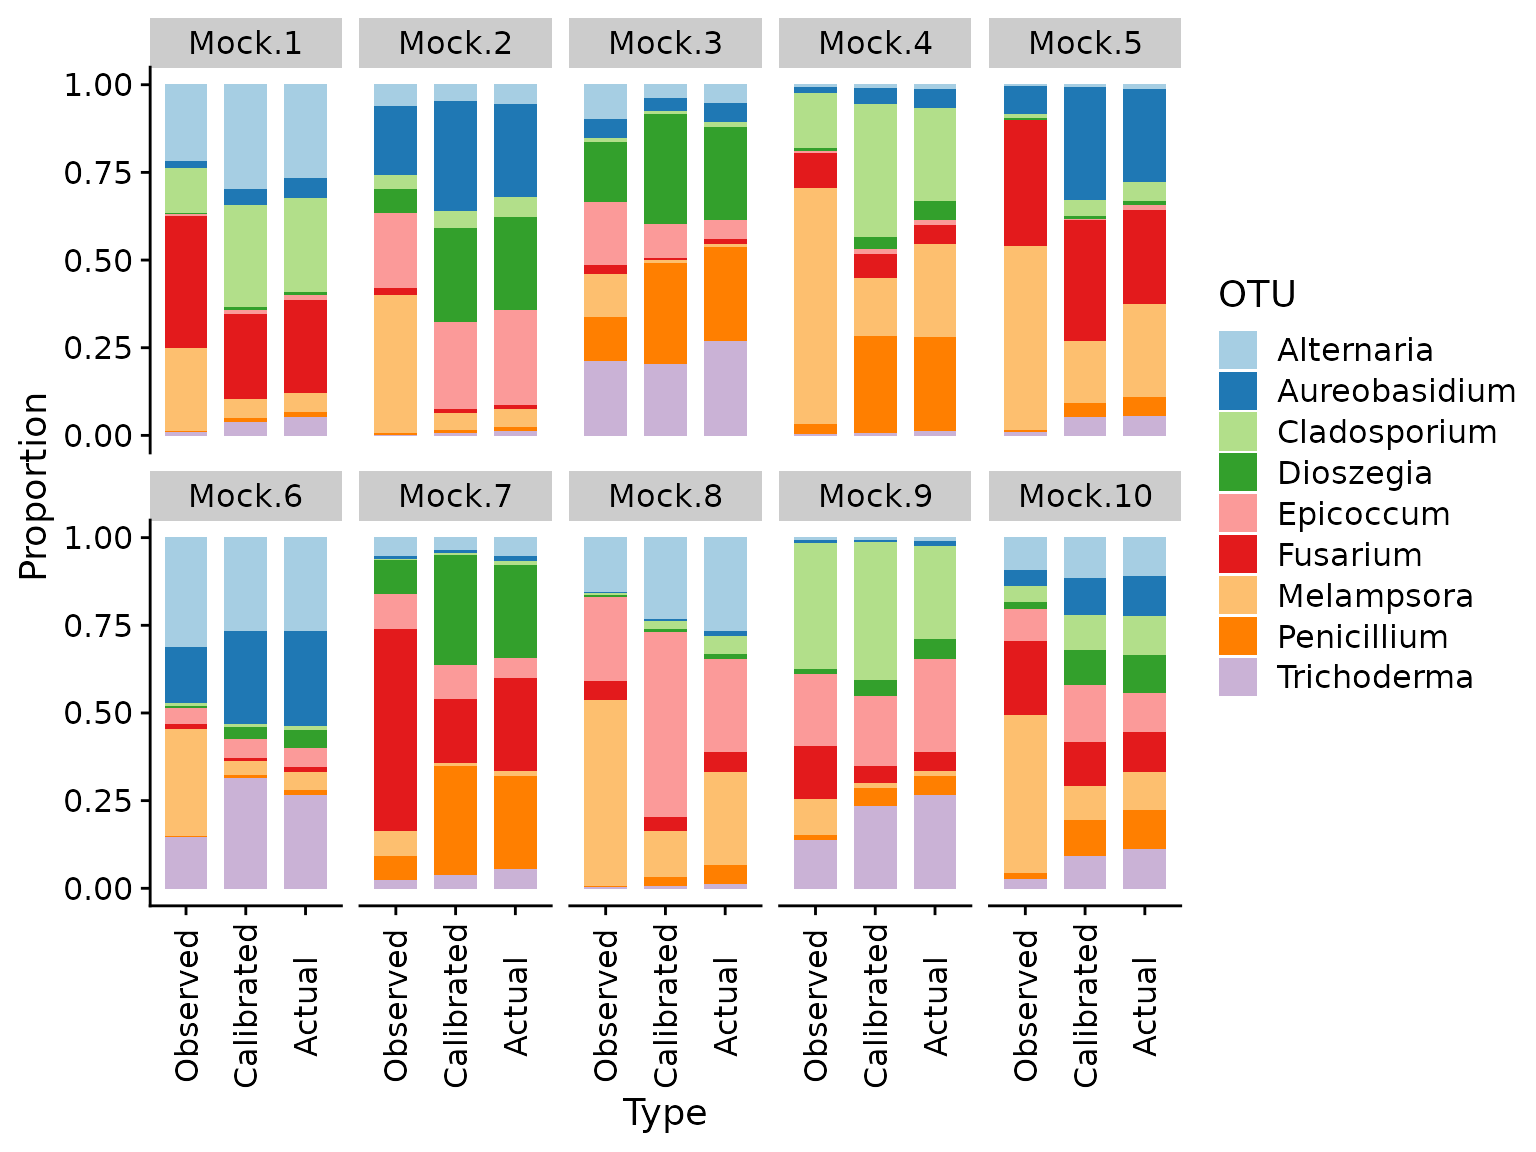 Mock.1 Mock.2 Mock.3 Mock.4 Mock.5
1.00
0.75
0.50
0.25
0.00
Mock.6 Mock.7 Mock.8 Mock.9 Mock.10
1.00
0.75
0.50
0.25
0.00
Proportion
Observed Calibrated Actual Observed Calibrated Actual Observed Calibrated Actual Observed Calibrated Actual Observed Calibrated Actual
Type
OTU
Alternaria
Aureobasidium
Cladosporium
Dioszegia
Epicoccum
Fusarium
Melampsora
Penicillium
Trichoderma